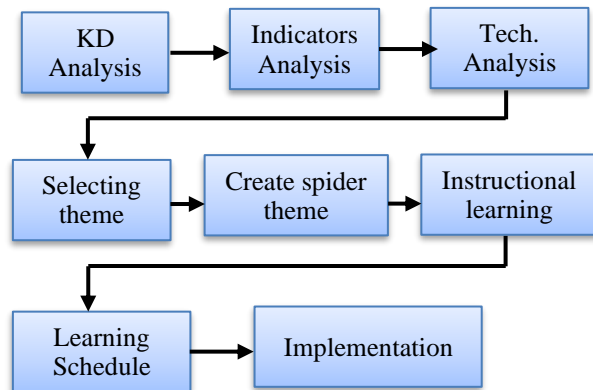 KD
Analysis
Indicators
Analysis
Tech.
Analysis
Selecting
theme
Create spider
theme
Instructional
learning
Learning
Schedule
Implementation